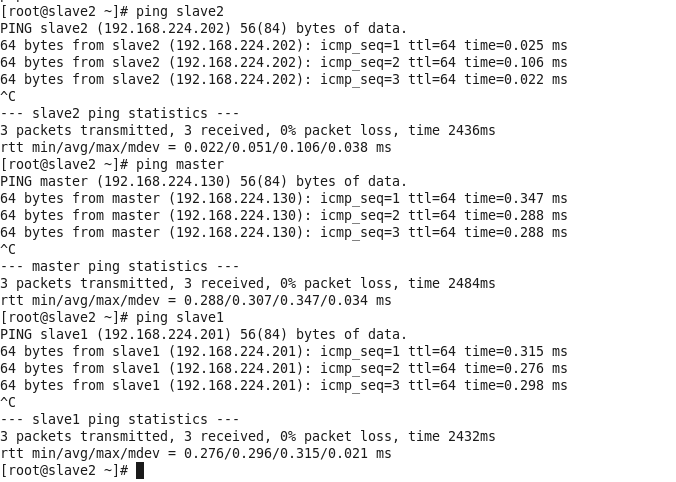 [root@slave2 ~]# ping slave2
PING slave2 (192.168.224.202) 56(84) bytes of data.
64 bytes from slave2 (192.168.224.202): icmp_seq=1 ttl=64 time=0.025 ms
64 bytes from slave2 (192.168.224.202): icmp_seq=2 ttl=64 time=0.106 ms
64 bytes from slave2 (192.168.224.202): icmp_seq=3 ttl=64 time=0.022 ms
^C
--- slave2 ping statistics ---
3 packets transmitted, 3 received, 0% packet loss, time 2436ms
rtt min/avg/max/mdev = 0.022/0.051/0.106/0.038 ms
[root@slave2 ~]# ping master
PING master (192.168.224.130) 56(84) bytes of data.
64 bytes from master (192.168.224.130): icmp_seq=1 ttl=64 time=0.347 ms
64 bytes from master (192.168.224.130): icmp_seq=2 ttl=64 time=0.288 ms
64 bytes from master (192.168.224.130): icmp_seq=3 ttl=64 time=0.288 ms
^C
--- master ping statistics ---
3 packets transmitted, 3 received, 0% packet loss, time 2484ms
rtt min/avg/max/mdev = 0.288/0.307/0.347/0.034 ms
[root@slave2 ~]# ping slave1
PING slave1 (192.168.224.201) 56(84) bytes of data.
64 bytes from slave1 (192.168.224.201): icmp_seq=1 ttl=64 time=0.315 ms
64 bytes from slave1 (192.168.224.201): icmp_seq=2 ttl=64 time=0.276 ms
64 bytes from slave1 (192.168.224.201): icmp_seq=3 ttl=64 time=0.298 ms
^C
--- slave1 ping statistics ---
3 packets transmitted, 3 received, 0% packet loss, time 2432ms
rtt min/avg/max/mdev = 0.276/0.296/0.315/0.021 ms
[root@slave2 ~]#